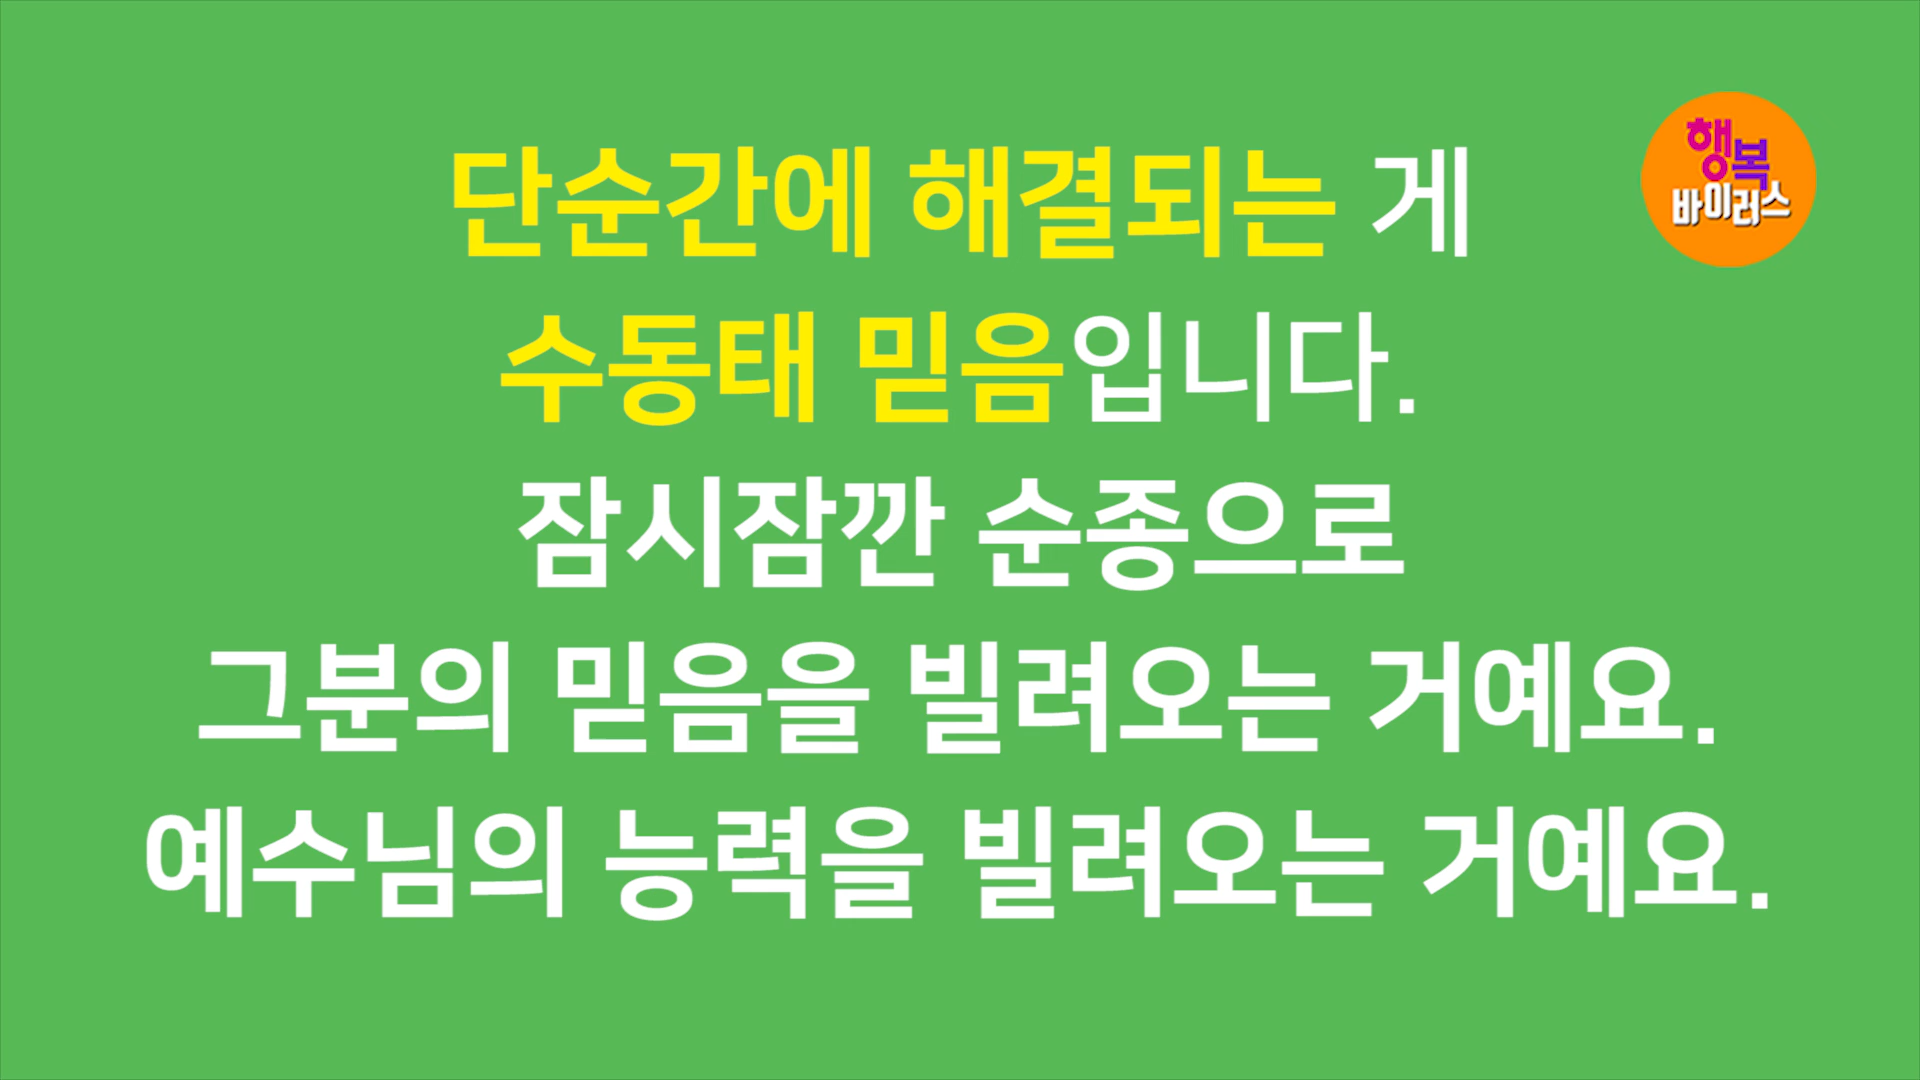 단순간에 해결되는 게
수동태 믿음입니다.
잠시잠깐 순종으로
그분의 믿음을 빌려오는 거예요.
예수님의 능력을 빌려오는 거예요.
행복
바이러스